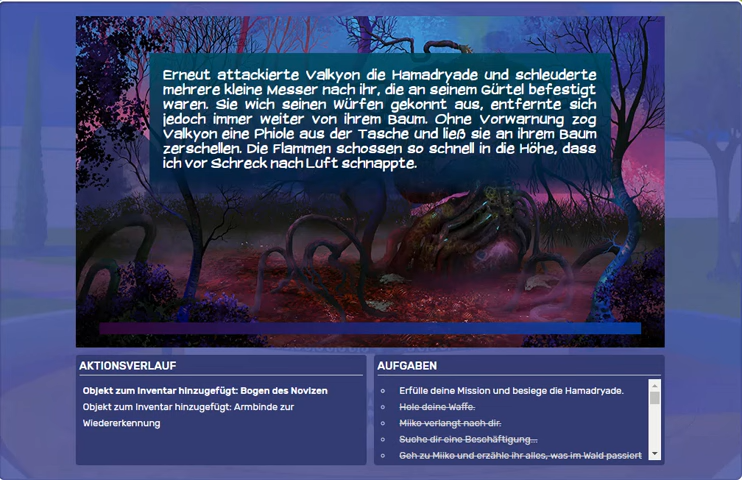 Erneut attackierte Valkyon die Hamadryade und schleuderte
mehrere kleine Messer nach ihr, die an seinem Gürtel befestigt
waren. Sie wich seinen Würfen gekonnt aus, entfernte sich
jedoch immer weiter von ihrem Baum. Ohne Vorwarnung zog
Valkyon eine Phiole aus der Tasche und ließ sie an ihrem Baum
zerschellen. Die Flammen schossen so schnell in die Höhe, dass
ich vor Schreck nach Luft schnappte.
AKTIONSVERLAUF
Objekt zum Inventar hinzugefügt: Bogen des Novizen
Objekt zum Inventar hinzugefügt: Armbinde zur
Wiedererkennung
AUFGABEN
Erfülle deine Mission und besiege die Hamadryade.
Hole deine Waffe.
Miiko verlangt nach dir.
Suche dir eine Beschäftigung...
Geh zu Miiko und erzähle ihr alles, was im Wald passiert